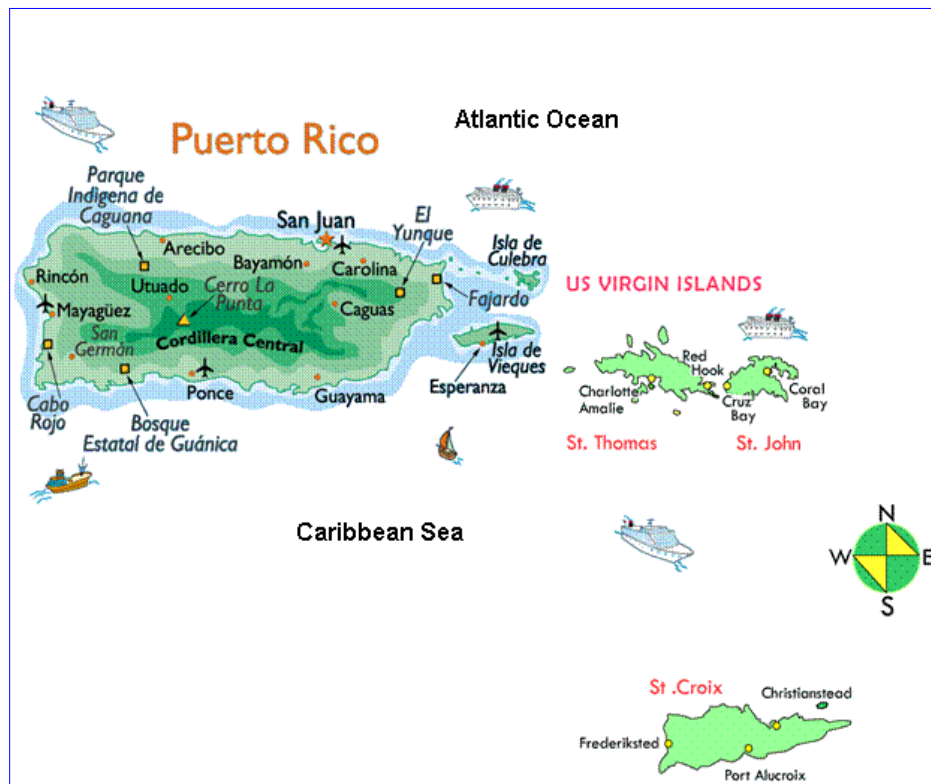 Atlantic Ocean
Puerto Rico
Parque
Indígena de
Caguana
San Juan
El
Yunque
Isla de
Culebra
Arecibo
Bayamón
Carolina
Rincón
Utuado
Cerro La
Punta
Caguas
Fajardo
US VIRGIN ISLANDS
Mayagüez
San
Germán
Cordillera Central
Isla de
Vieques
Esperanza
Ponce
Guayama
Cabo
Rojo
Bosque
Estatal de Guánica
Red
Hook
Charlotte
Amalie
Cruz
Bay
Coral
Bay
St. Thomas
St. John
Caribbean Sea
N
W
E
S
St .Croix
Christianstead
Frederiksted
Port Alucroix